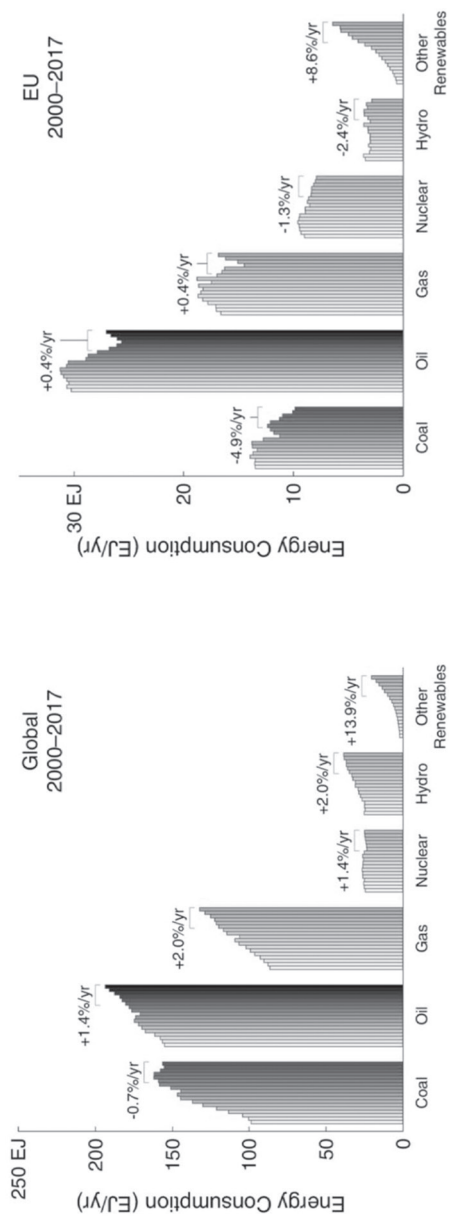 Global
2000–2017
Energy Consumption (EJ/yr)
250 EJ
200
150
100
50
0
-0.7%/yr
+1.4%/yr
+2.0%/yr
+1.4%/yr
+2.0%/yr
+13.9%/yr
Coal
Oil
Gas
Nuclear
Hydro
Other
Renewables
EU
2000–2017
Energy Consumption (EJ/yr)
30 EJ
20
10
0
-4.9%/yr
+0.4%/yr
+0.4%/yr
-1.3%/yr
-2.4%/yr
+8.6%/yr
Coal
Oil
Gas
Nuclear
Hydro
Other
Renewables